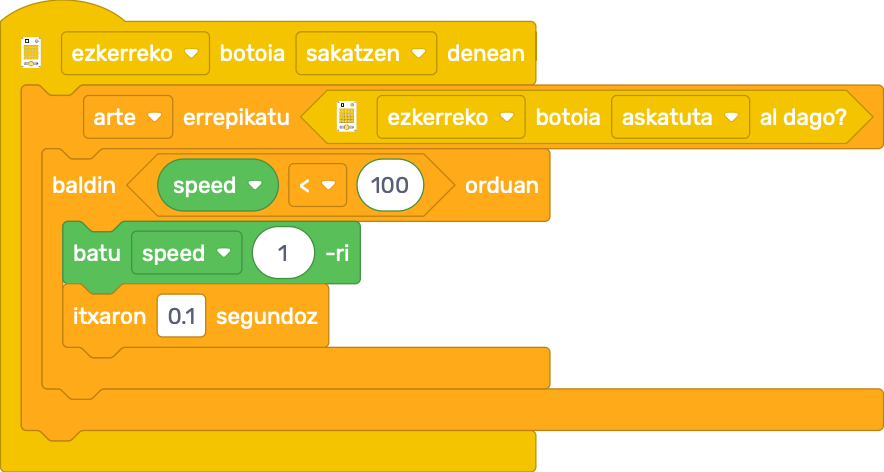 ezkerreko botoia sakatzen denean
arte errepikatu ezkerreko botoia askatuta al dago?
baldin speed < 100 orduan
batu speed 1 -ri
itxaron 0.1 segundoz